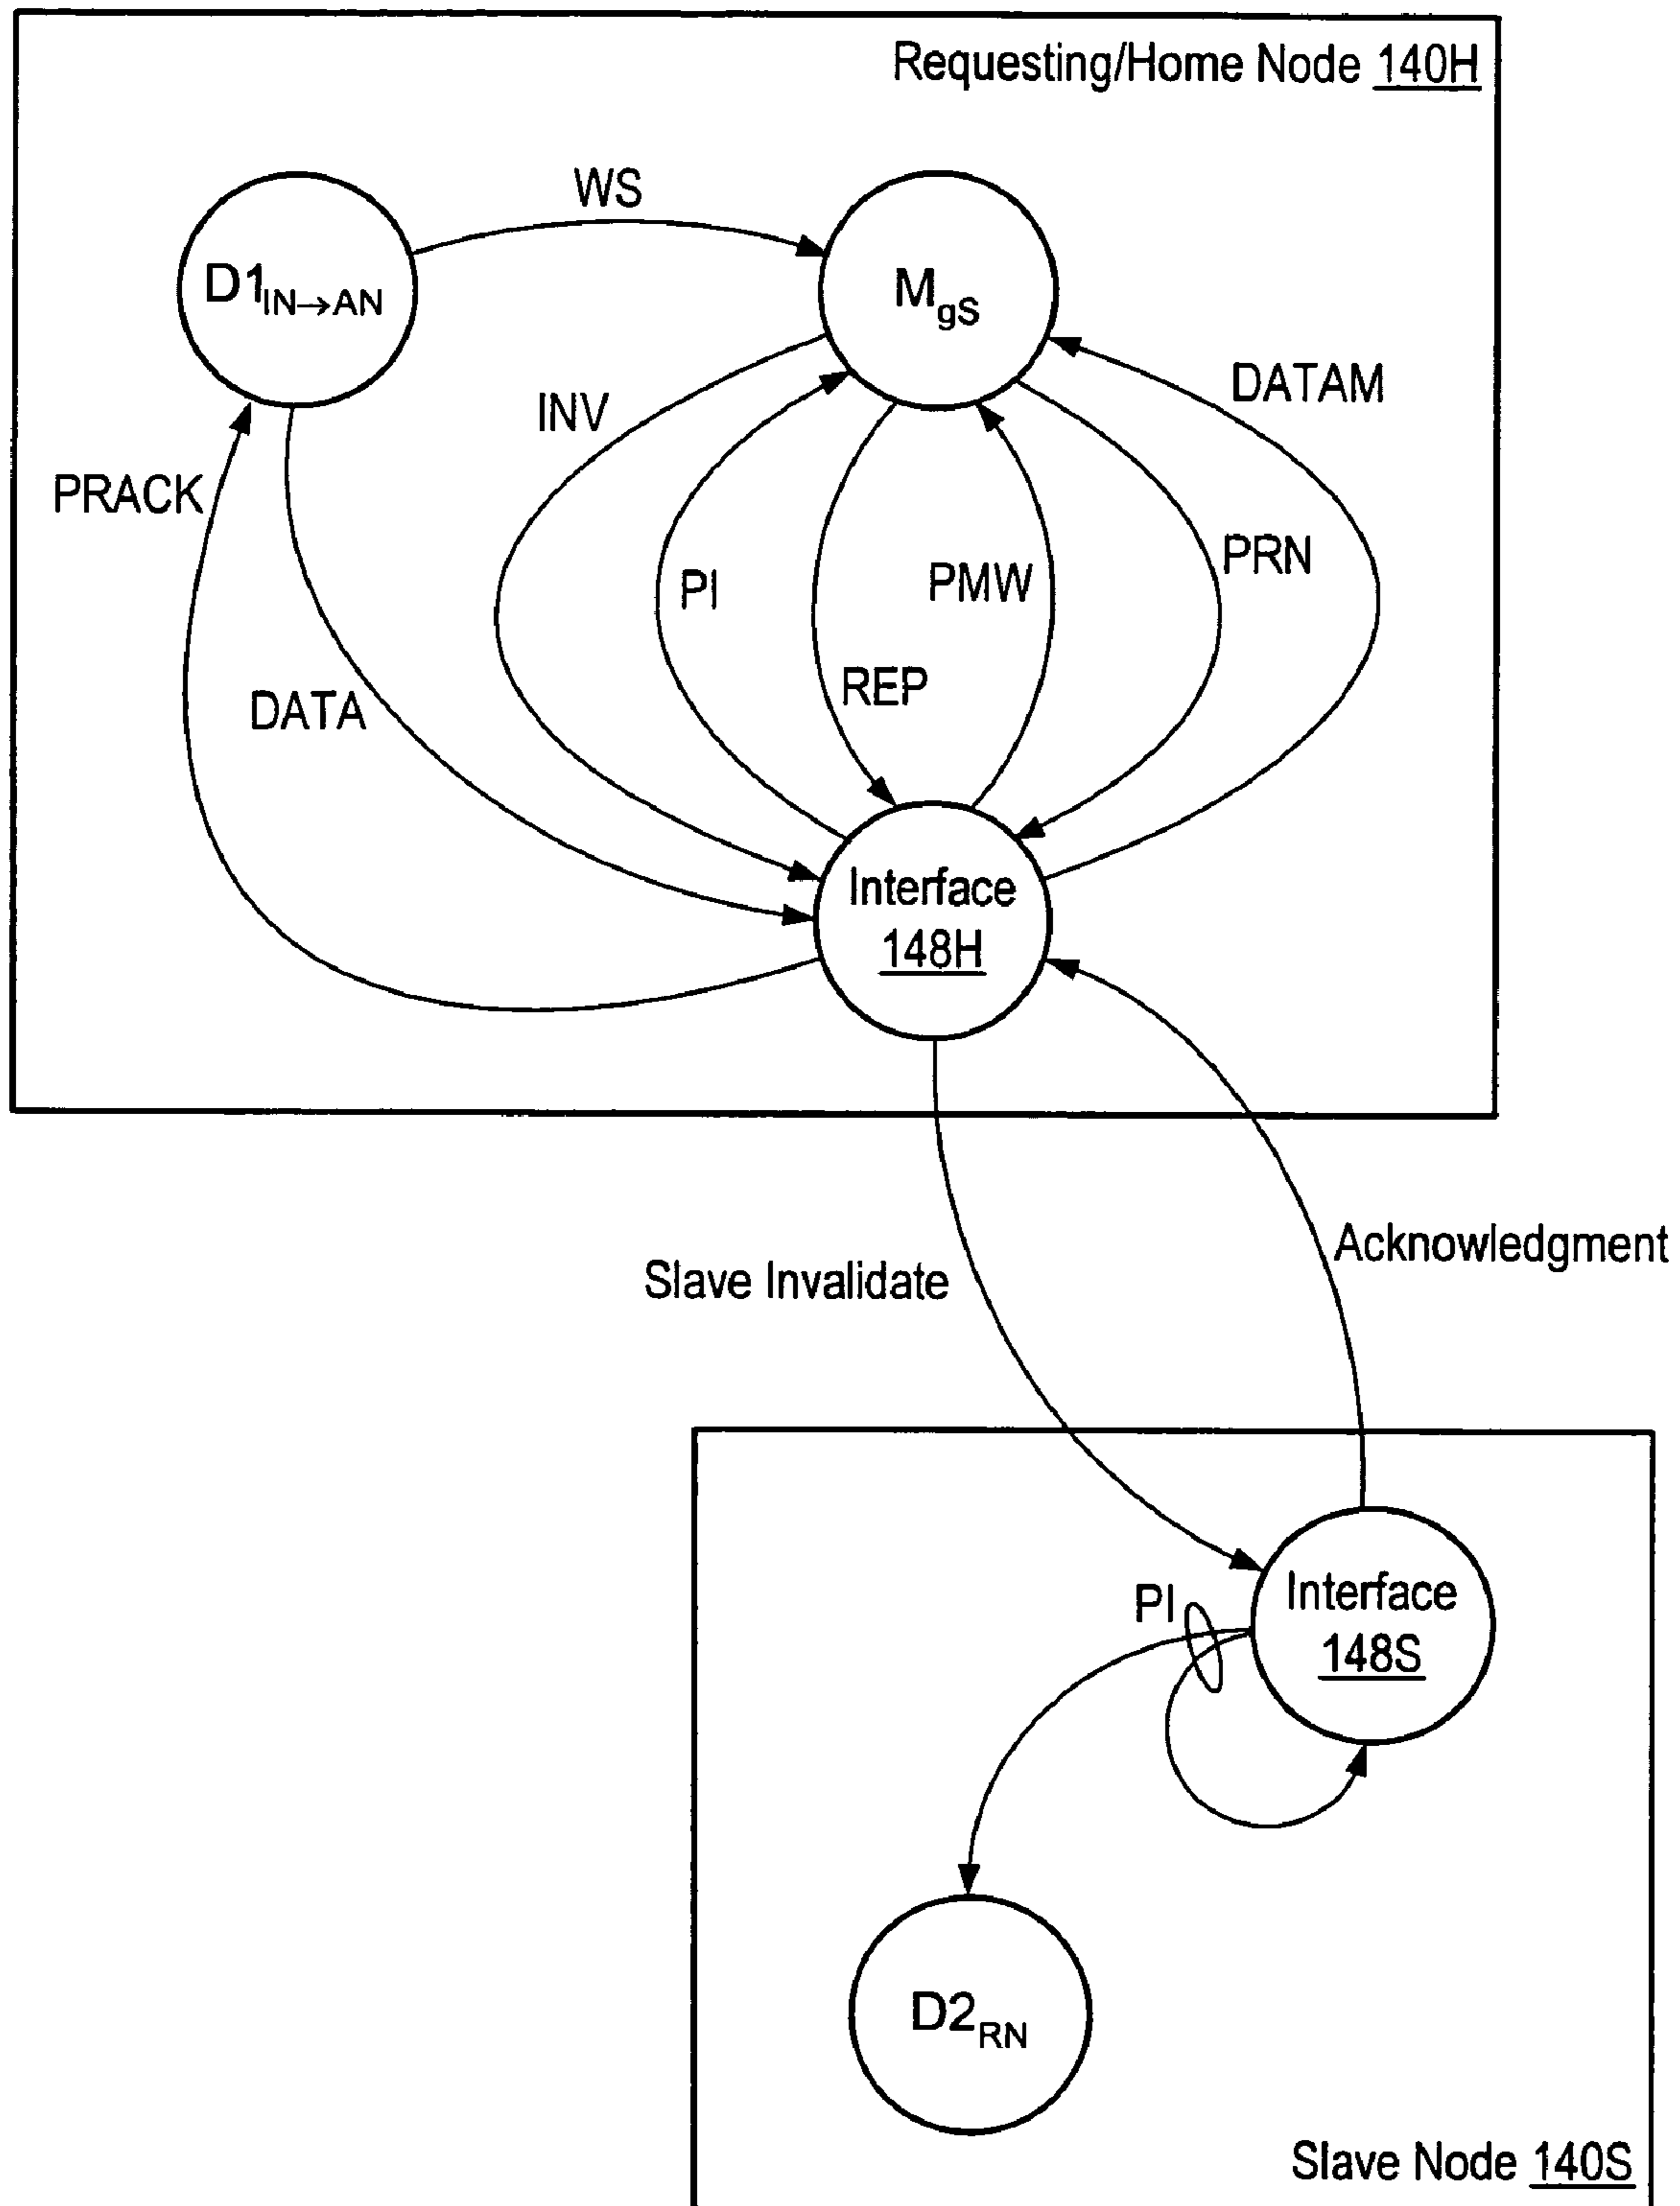 Requesting/Home Node 140H
WS
D1IN→AN
MgS
DATAM
INV
PRACK
PRN
PI
PMW
REP
DATA
Interface
148H
Acknowledgment
Slave Invalidate
PI
Interface
148S
D2RN
Slave Node 140S